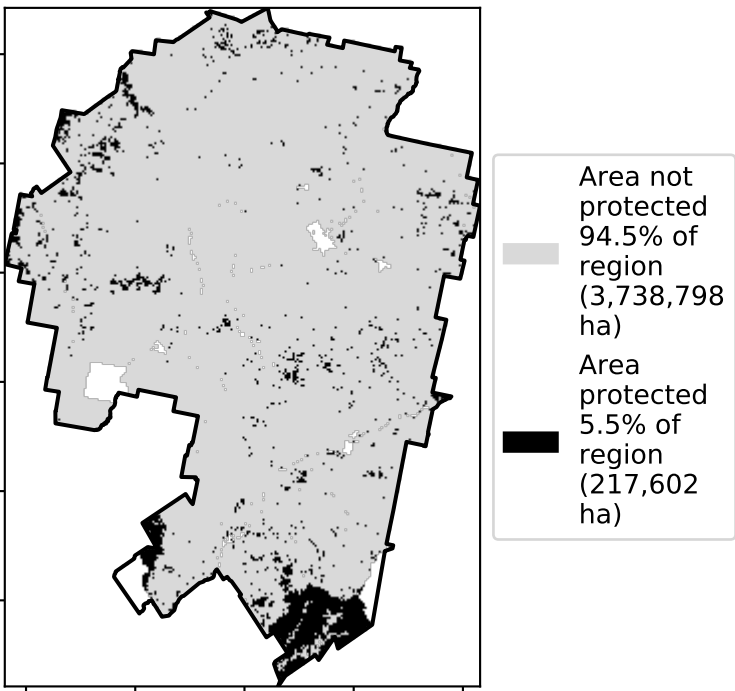 Area not
protected
94.5% of
region
(3,738,798
ha)
Area
protected
5.5% of
region
(217,602
ha)